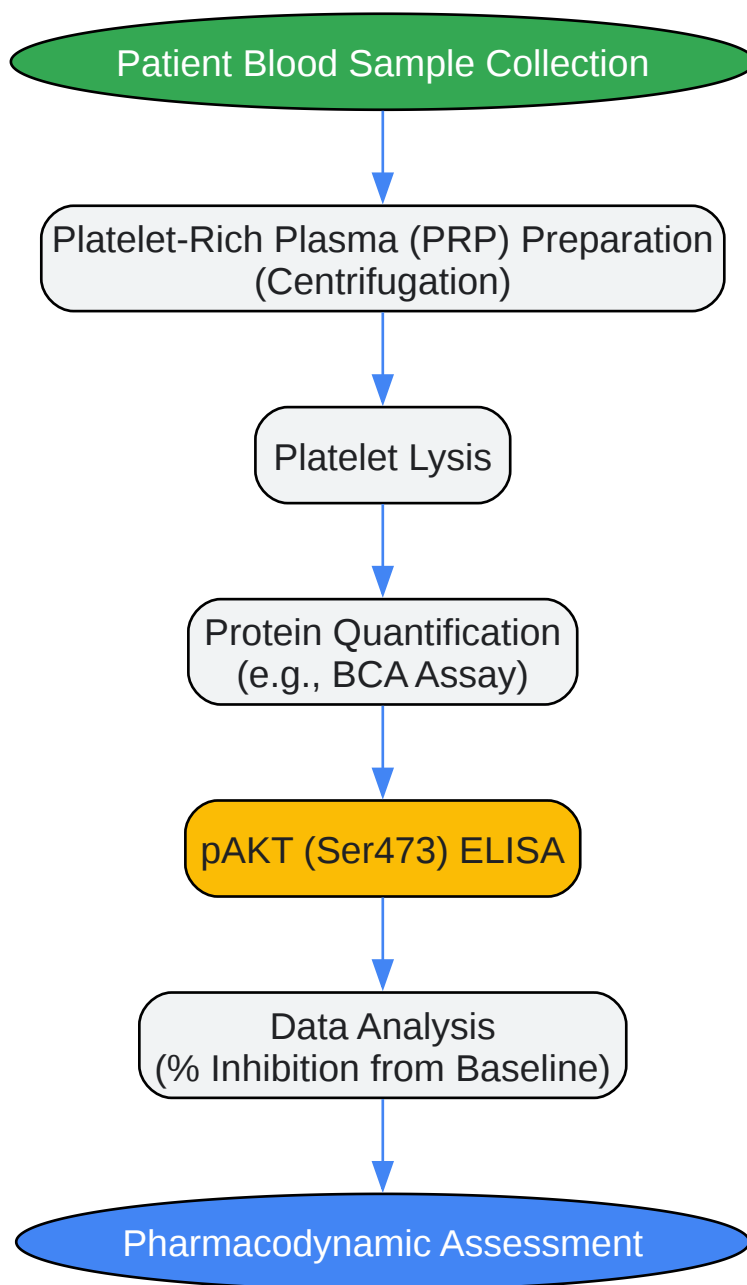 Patient Blood Sample Collection
Platelet-Rich Plasma (PRP) Preparation
(Centrifugation)
Platelet Lysis
Protein Quantification
(e.g., BCA Assay)
pAKT (Ser473) ELISA
Data Analysis
(% Inhibition from Baseline)
Pharmacodynamic Assessment